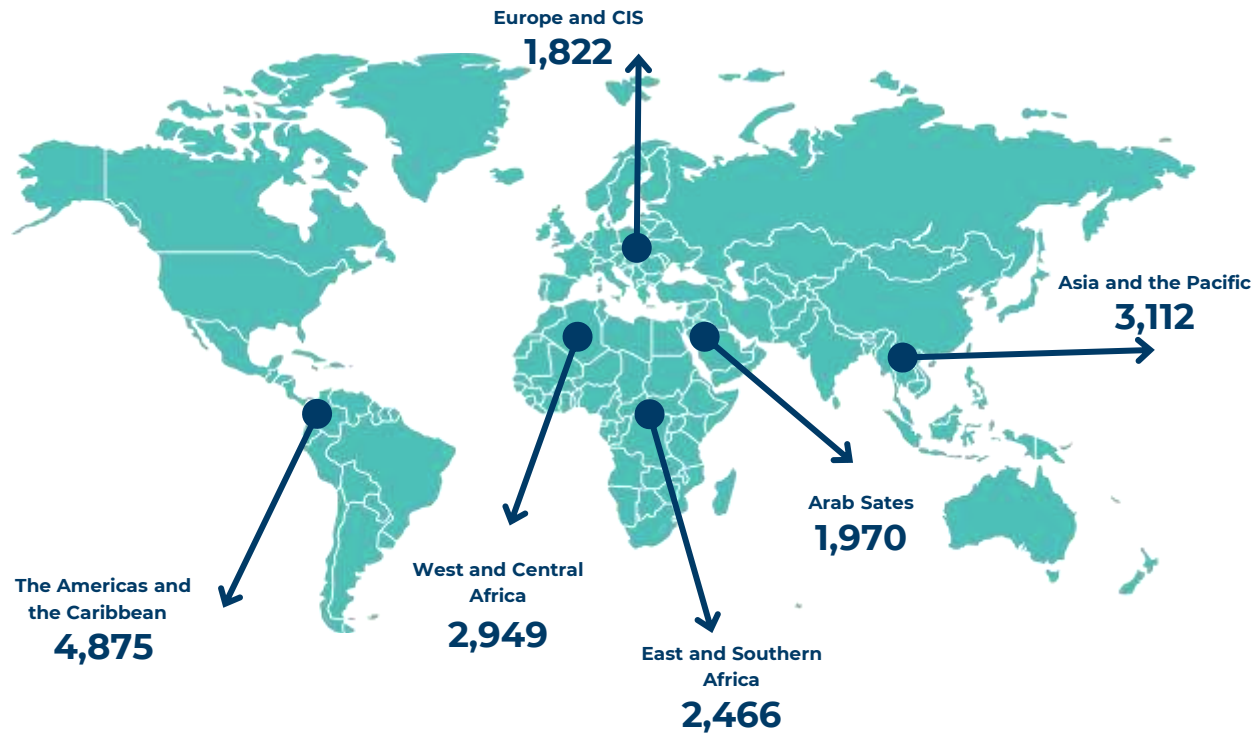 Europe and CIS
1,822
Asia and the Pacific
3,112
Arab Sates
1,970
West and Central
Africa
2,949
The Americas and
the Caribbean
4,875
East and Southern
Africa
2,466